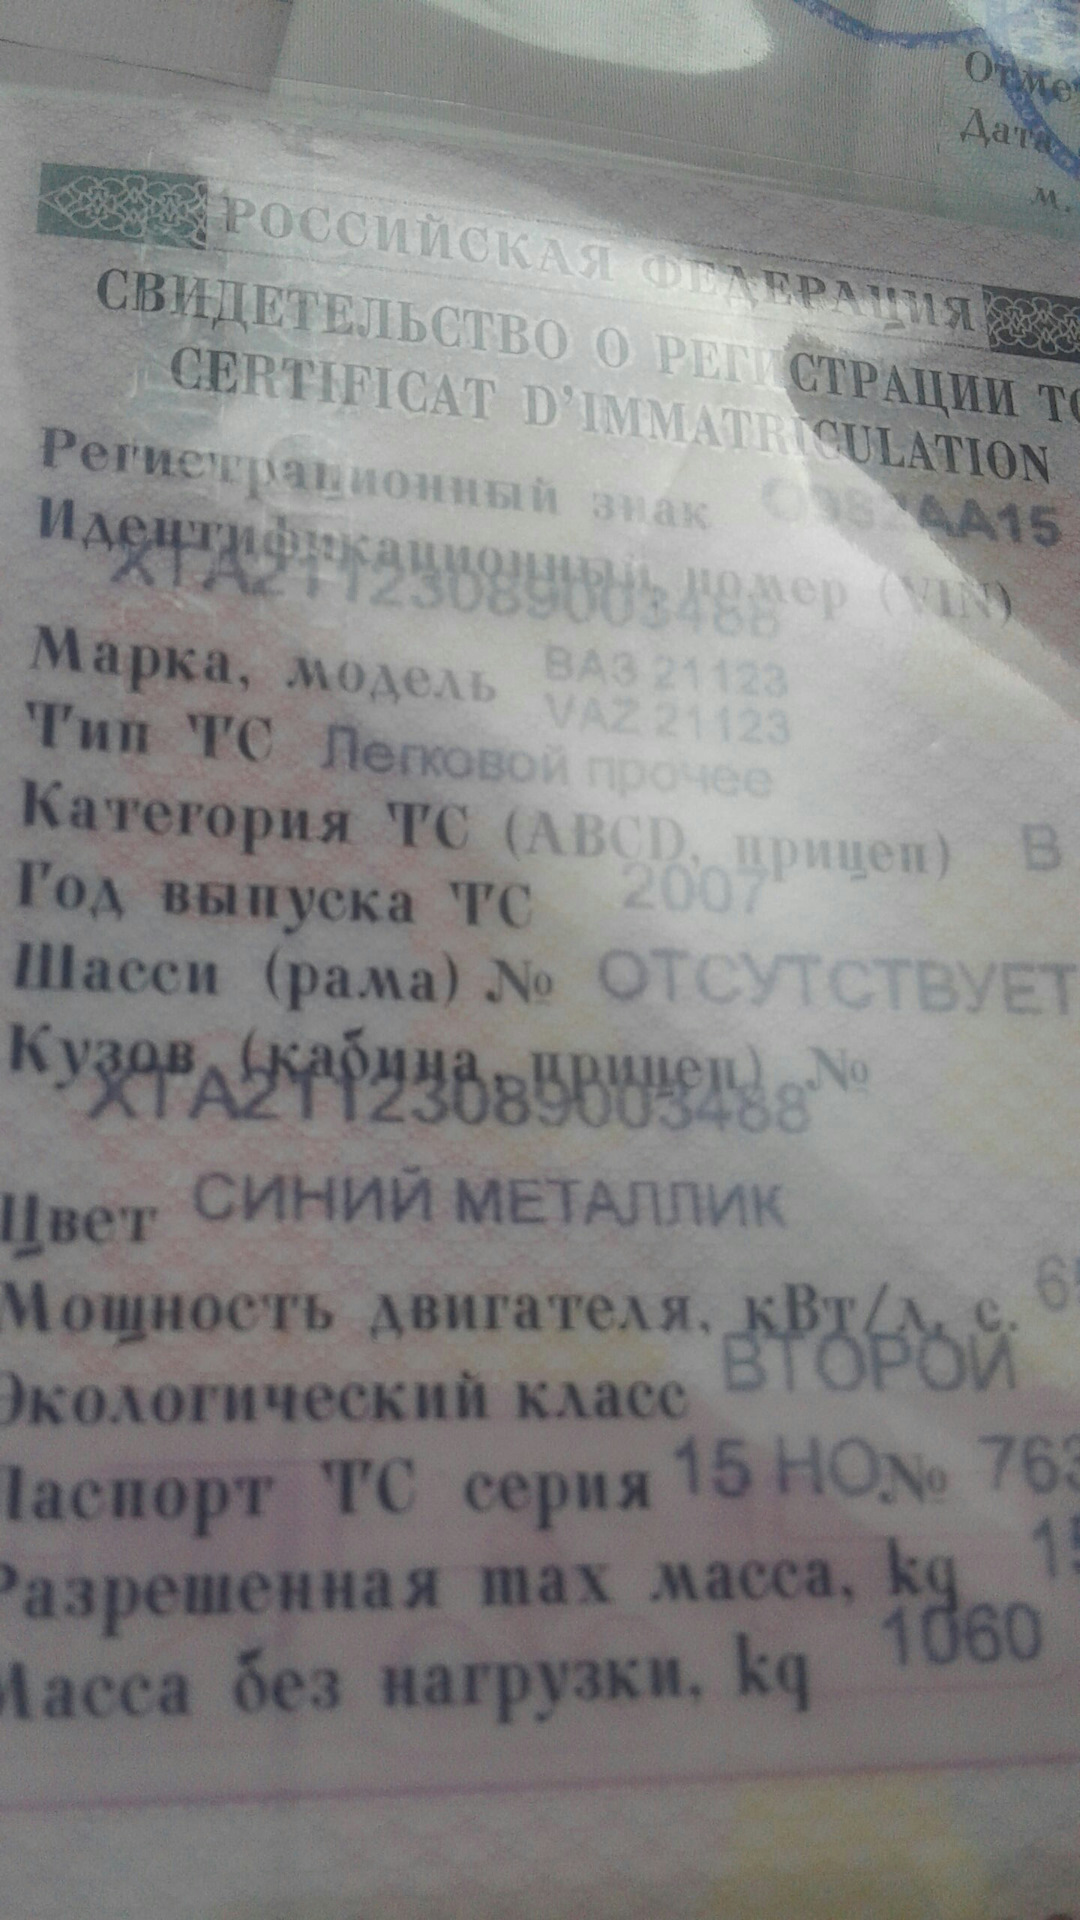 Дата
м.
РОССИЙСКАЯ ФЕДЕРАЦИЯ
СВИДЕТЕЛЬСТВО О РЕГИСТРАЦИИ
CERTIFICAT D'IMMATRICULATION
Регистрационный знак
Идентификационный номер (VIN)
XTA21123089003488
Марка, модель ВАЗ 21123
VAZ 21123
Тип ТС Легковой прочее
Категория ТС (ABCD, прицеп) B
Год выпуска ТС 2007
Шасси (рама) № ОТСУТСТВУЕТ
Кузов (кабина, прицеп) №
XTA21123089003488
Цвет СИНИЙ МЕТАЛЛИК
Мощность двигателя, кВт/л. с.
Экологический класс ВТОРОЙ
Паспорт ТС серия 15 НО №
Разрешенная max масса, kg
Масса без нагрузки, kg 1060